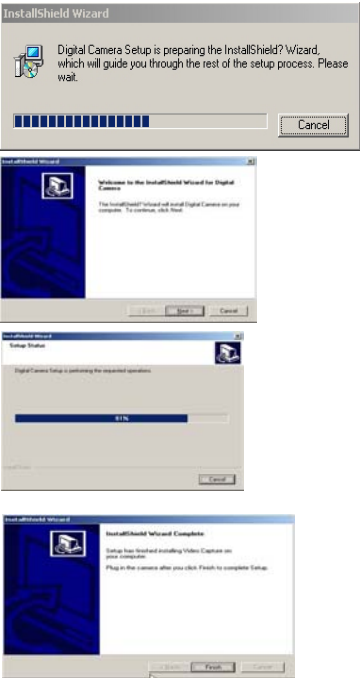 InstallShield Wizard
Digital Camera Setup is preparing the InstallShield? Wizard,
which will guide you through the rest of the setup process. Please
wait.
Cancel
InstallShield Wizard
Welcome to the InstallShield Wizard for Digital
Camera
The InstallShield? Wizard will install Digital Camera on your
computer. To continue, click Next.
< Back Next > Cancel
InstallShield Wizard
Setup Status
Digital Camera Setup is performing the requested operations.
81%
InstallShield
Cancel
InstallShield Wizard
InstallShield Wizard Complete
Setup has finished installing Video Capture on
your computer.
Plug in the camera after you click Finish to complete Setup.
< Back Finish Cancel